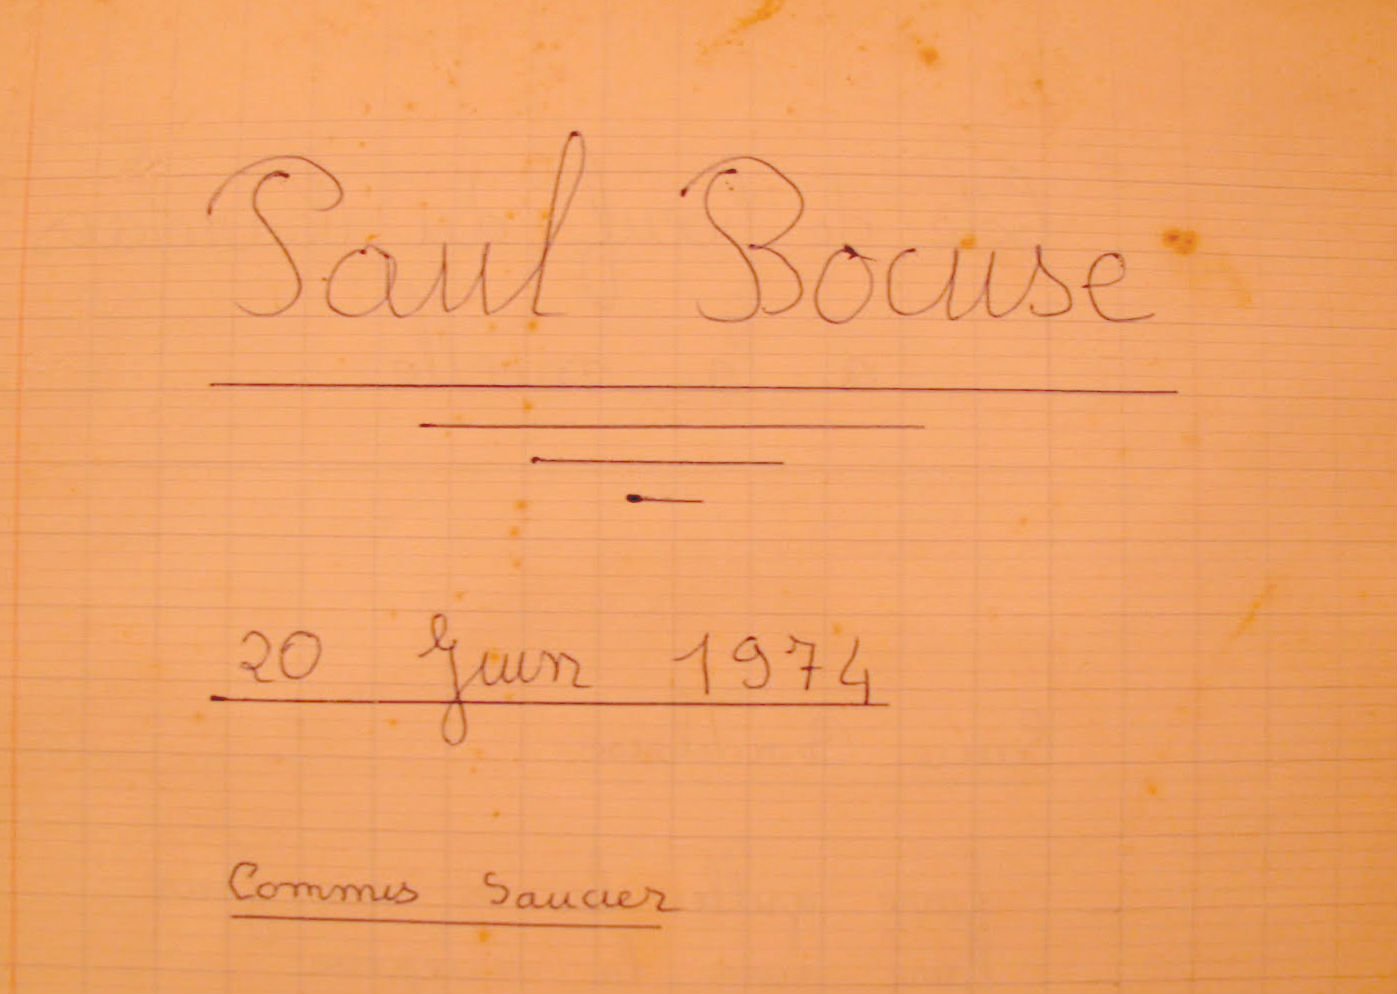 Paul Bocuse
20 Juin 1974
Commis Saucier